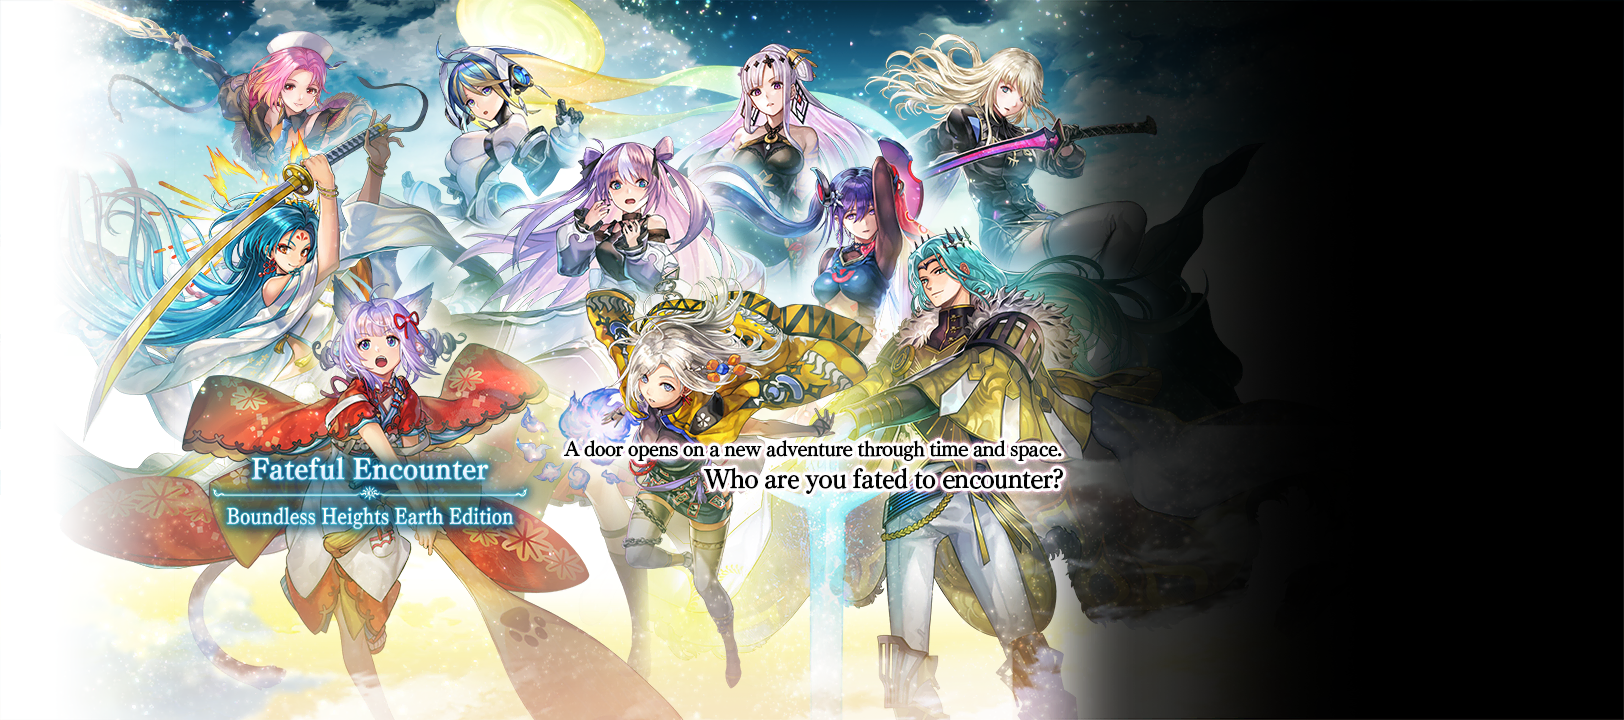 Fateful Encounter
Boundless Heights Earth Edition
A door opens on a new adventure through time and space.
Who are you fated to encounter?